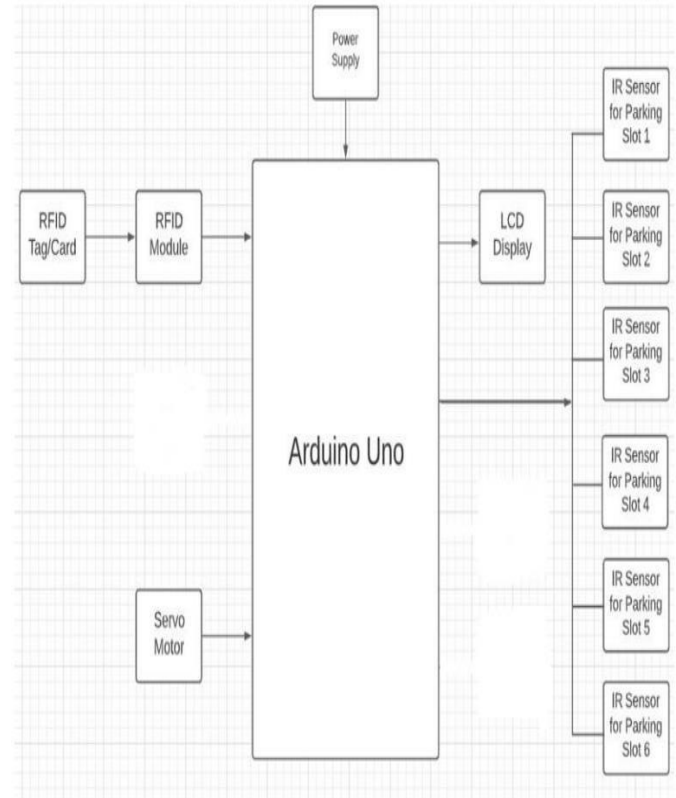 Power
Supply
RFID
Tag/Card
RFID
Module
LCD
Display
Arduino Uno
Servo
Motor
IR Sensor
for Parking
Slot 1
IR Sensor
for Parking
Slot 2
IR Sensor
for Parking
Slot 3
IR Sensor
for Parking
Slot 4
IR Sensor
for Parking
Slot 5
IR Sensor
for Parking
Slot 6